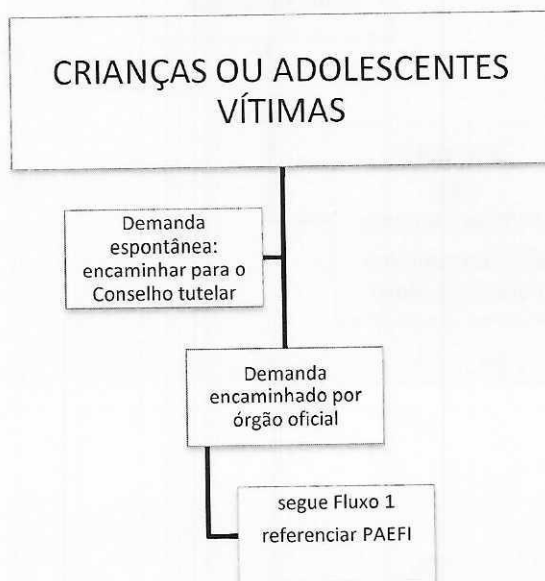 CRIANÇAS OU ADOLESCENTES
VÍTIMAS
Demanda
espontânea:
encaminhar para o
Conselho tutelar
Demanda
encaminhado por
órgão oficial
segue Fluxo 1
referenciar PAEFI